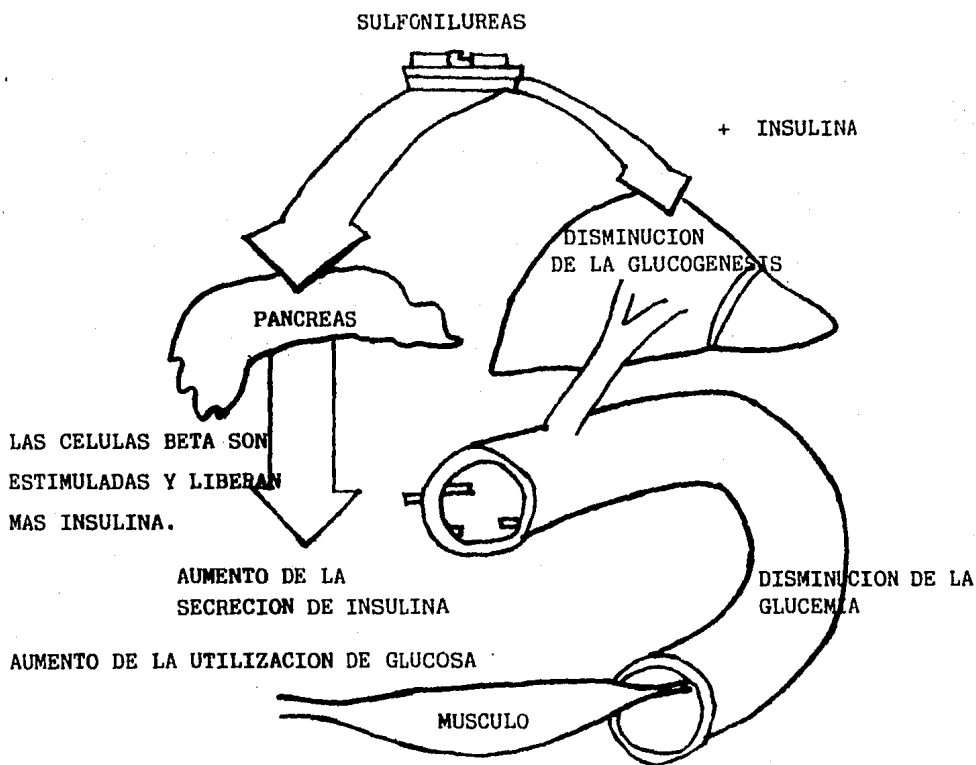 SULFONILUREAS
+ INSULINA
DISMINUCION
DE LA GLUCOGENESIS
PANCREAS
LAS CELULAS BETA SON
ESTIMULADAS Y LIBERAN
MAS INSULINA.
AUMENTO DE LA
SECRECION DE INSULINA
DISMINUCION DE LA
GLUCEMIA
AUMENTO DE LA UTILIZACION DE GLUCOSA
MUSCULO